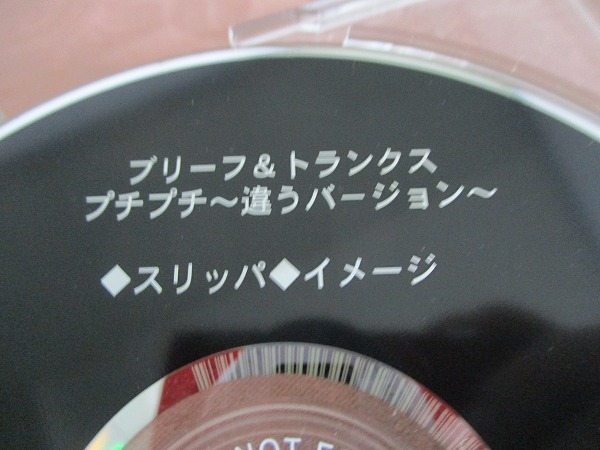 ブリーフ&トランクス
プチプチ〜違うバージョン〜
◆スリッパ◆イメージ
NOT F